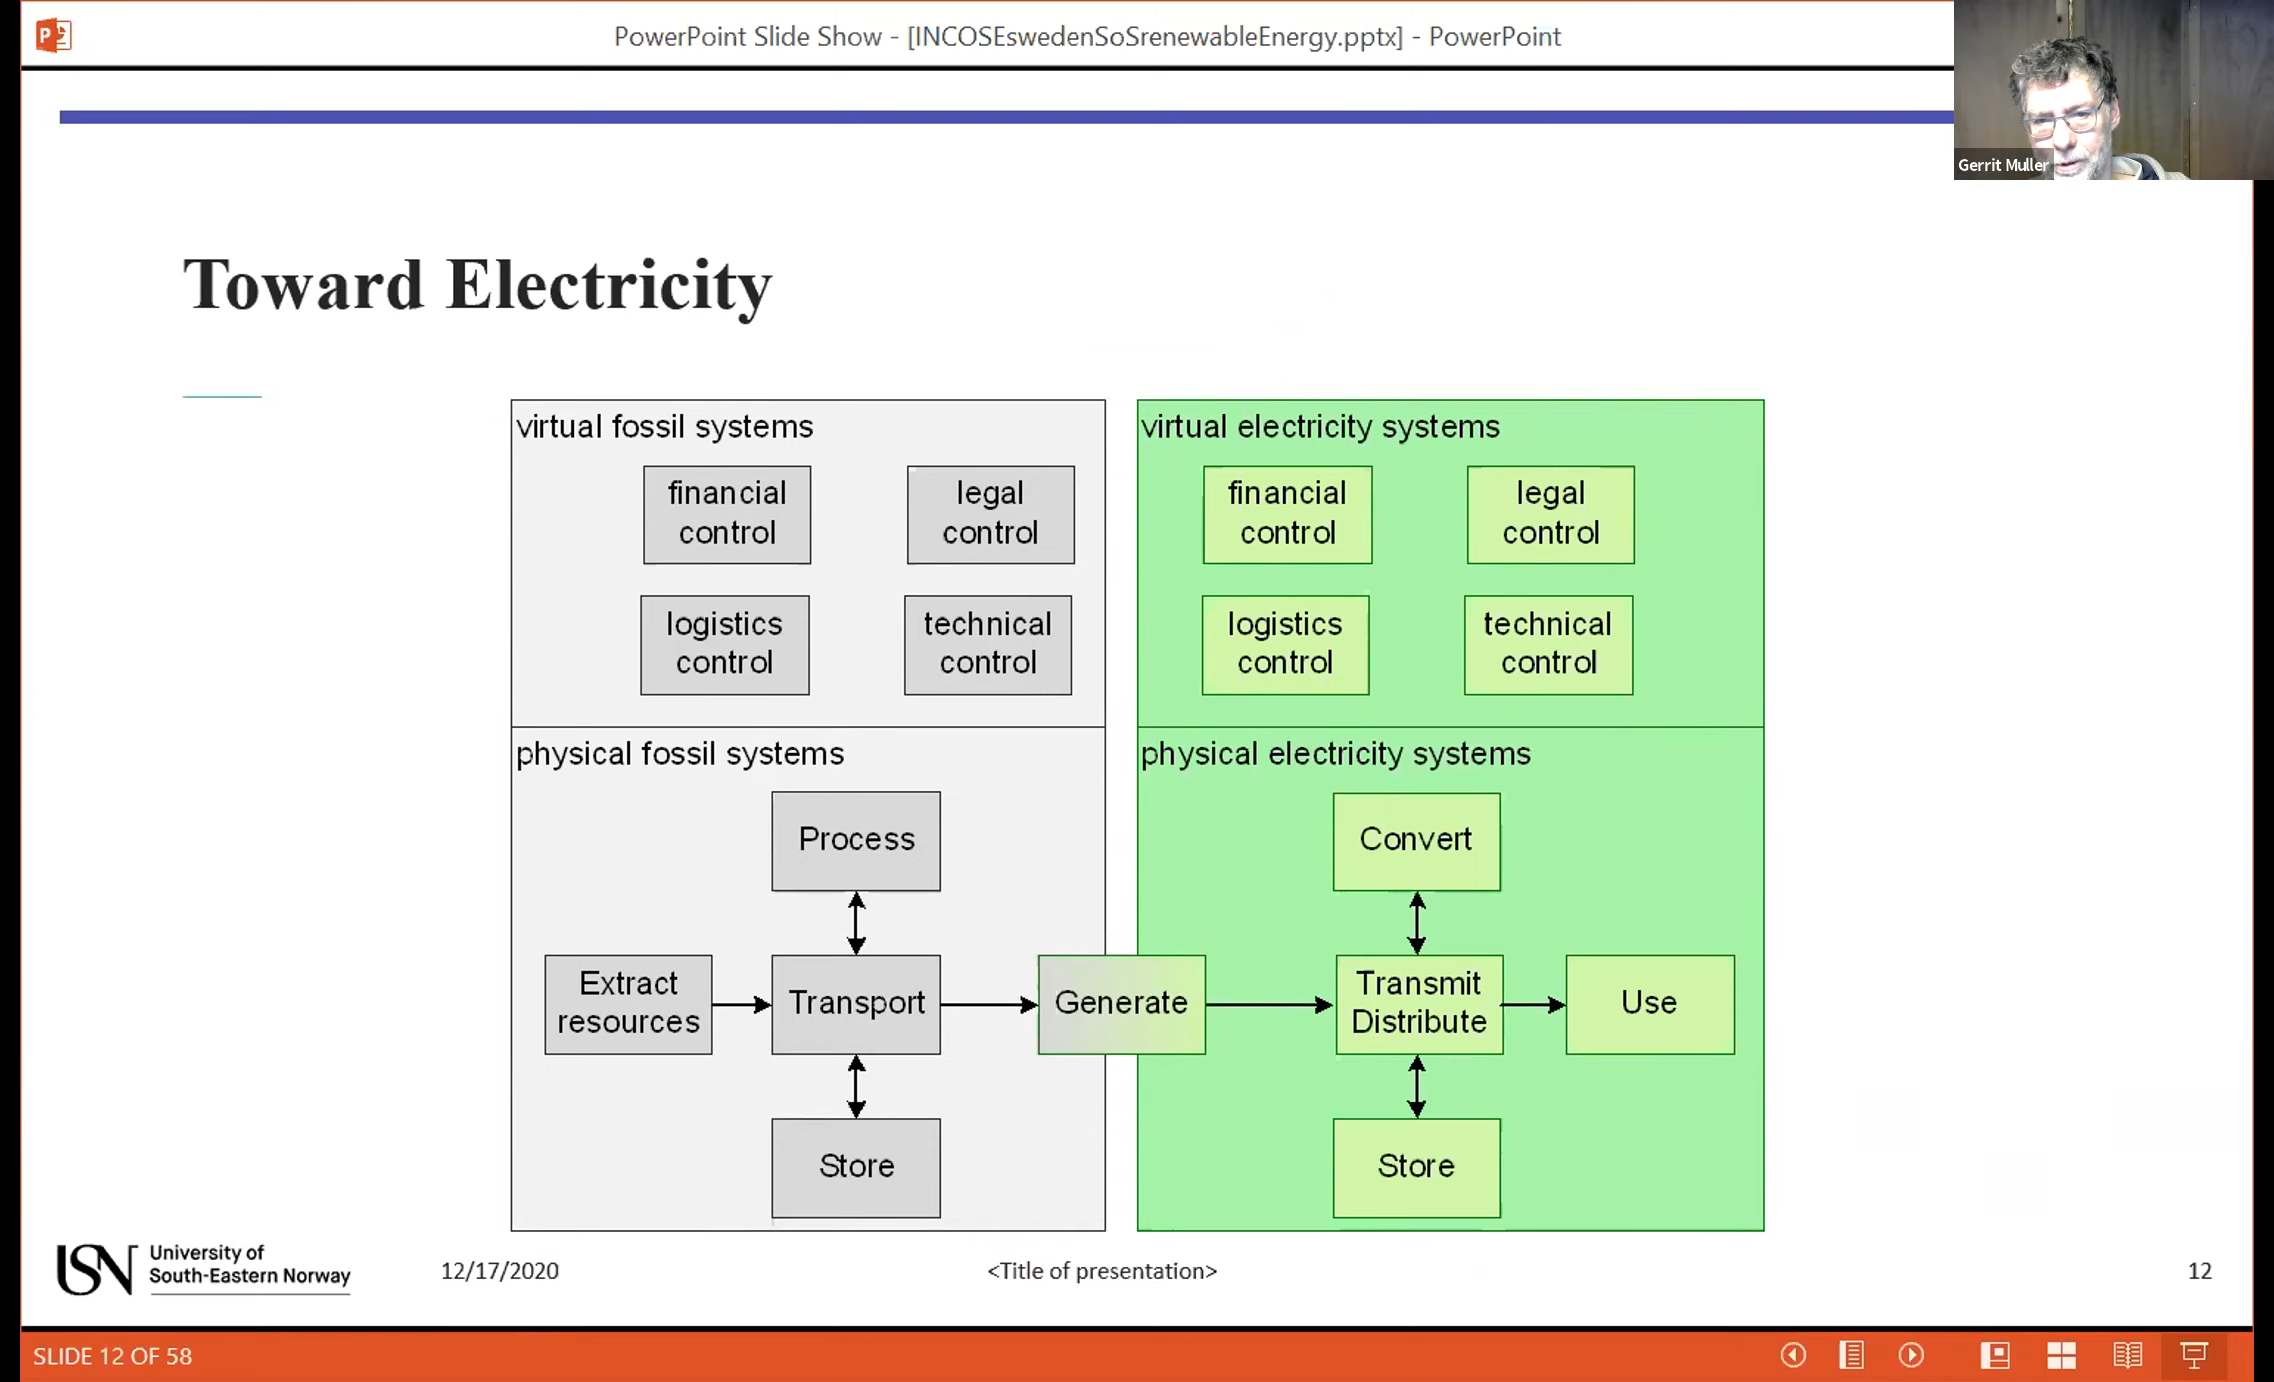 PowerPoint Slide Show - [INCOSEswedenSoSrenewableEnergy.pptx] - PowerPoint
Gerrit Muller
Toward Electricity
virtual fossil systems
financial
control
legal
control
logistics
control
technical
control
virtual electricity systems
financial
control
legal
control
logistics
control
technical
control
physical fossil systems
Process
Extract
resources
Transport
Generate
Store
physical electricity systems
Convert
Transmit
Distribute
Use
Store
USN
University of
South-Eastern Norway
12/17/2020
<Title of presentation>
12
SLIDE 12 OF 58